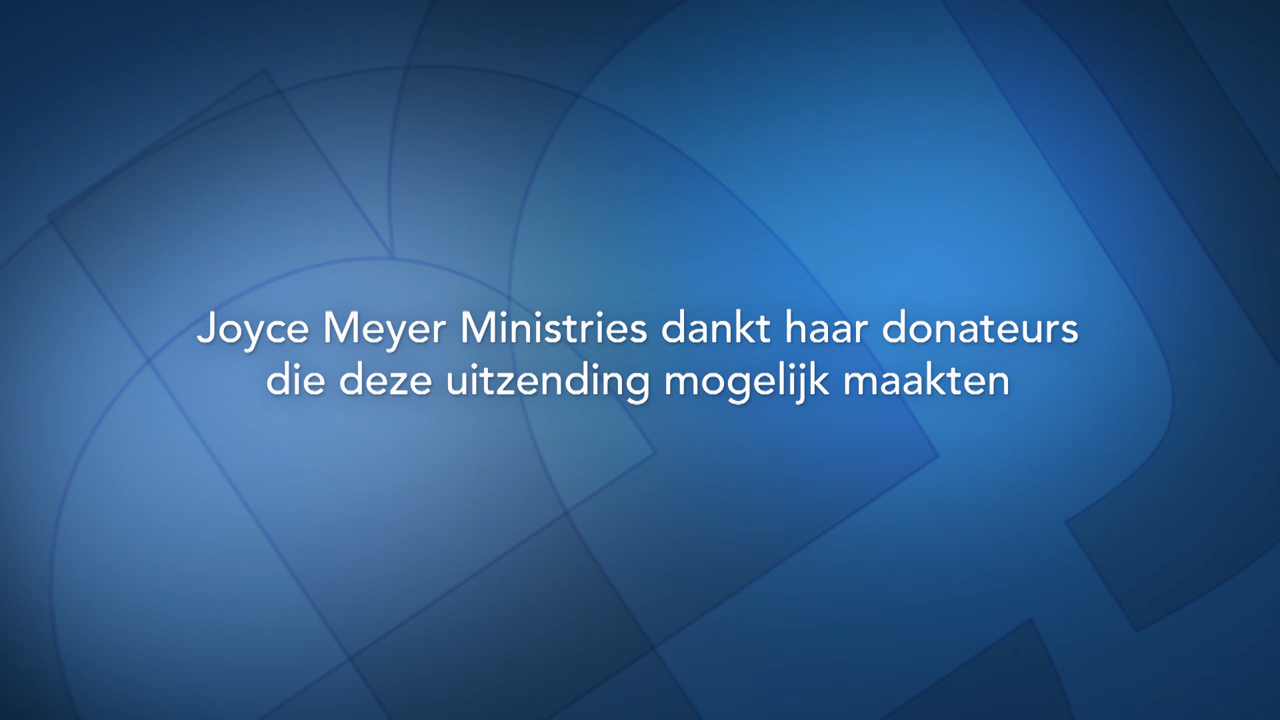 Joyce Meyer Ministries dankt haar donateurs
die deze uitzending mogelijk maakten